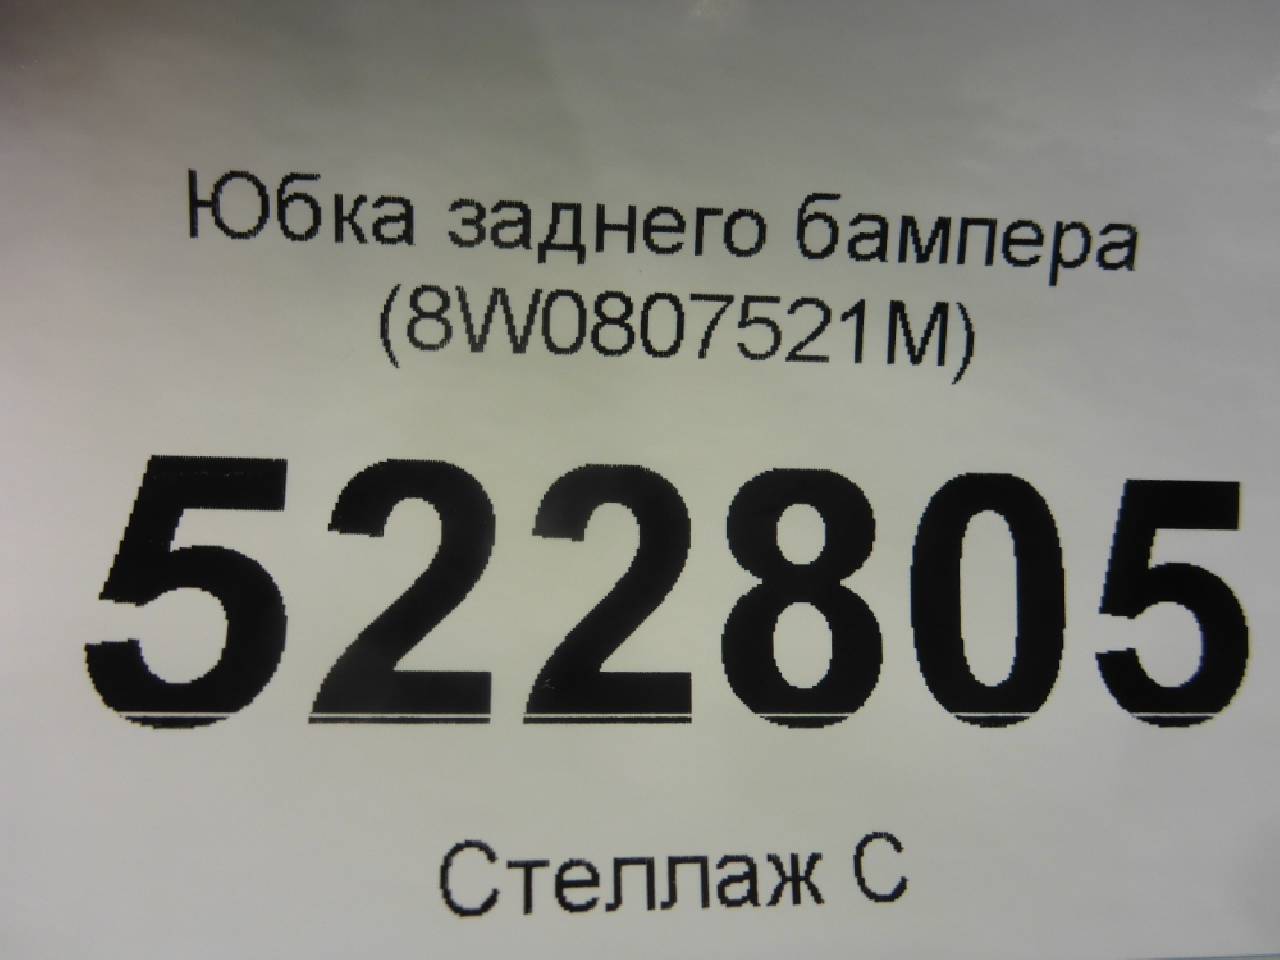 Юбка заднего бампера
(8W0807521M)
522805
Стеллаж С